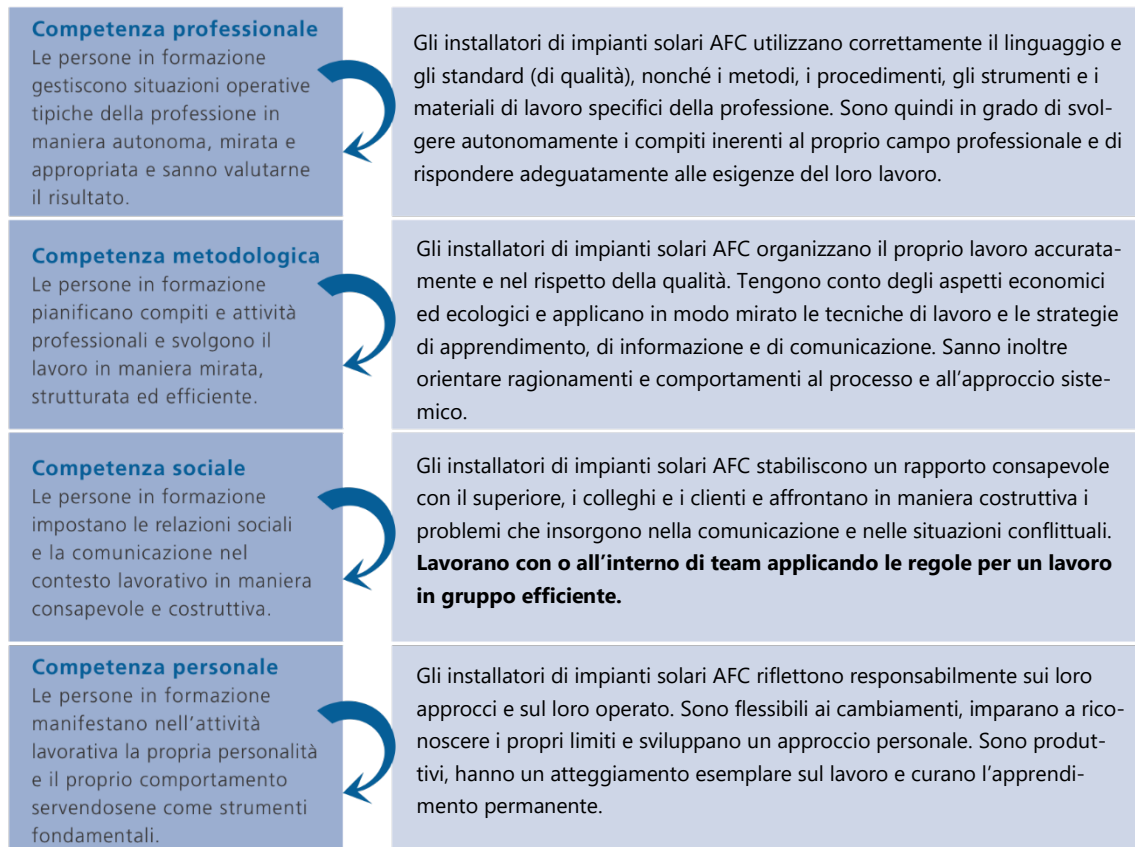 Competenza professionale
Le persone in formazione
gestiscono situazioni operative
tipiche della professione in
maniera autonoma, mirata e
appropriata e sanno valutarne
il risultato.
Gli installatori di impianti solari AFC utilizzano correttamente il linguaggio e
gli standard (di qualità), nonché i metodi, i procedimenti, gli strumenti e i
materiali di lavoro specifici della professione. Sono quindi in grado di svol-
gere autonomamente i compiti inerenti al proprio campo professionale e di
rispondere adeguatamente alle esigenze del loro lavoro.
Competenza metodologica
Le persone in formazione
pianificano compiti e attività
professionali e svolgono il
lavoro in maniera mirata,
strutturata ed efficiente.
Gli installatori di impianti solari AFC organizzano il proprio lavoro accurata-
mente e nel rispetto della qualità. Tengono conto degli aspetti economici
ed ecologici e applicano in modo mirato le tecniche di lavoro e le strategie
di apprendimento, di informazione e di comunicazione. Sanno inoltre
orientare ragionamenti e comportamenti al processo e all'approccio siste-
mico.
Competenza sociale
Le persone in formazione
impostano le relazioni sociali
e la comunicazione nel
contesto lavorativo in maniera
consapevole e costruttiva.
Gli installatori di impianti solari AFC stabiliscono un rapporto consapevole
con il superiore, i colleghi e i clienti e affrontano in maniera costruttiva i
problemi che insorgono nella comunicazione e nelle situazioni conflittuali.
Lavorano con o all'interno di team applicando le regole per un lavoro
in gruppo efficiente.
Competenza personale
Le persone in formazione
manifestano nell'attività
lavorativa la propria personalità
e il proprio comportamento
servendosene come strumenti
fondamentali.
Gli installatori di impianti solari AFC riflettono responsabilmente sui loro
approcci e sul loro operato. Sono flessibili ai cambiamenti, imparano a rico-
noscere i propri limiti e sviluppano un approccio personale. Sono produt-
tivi, hanno un atteggiamento esemplare sul lavoro e curano l'apprendi-
mento permanente.